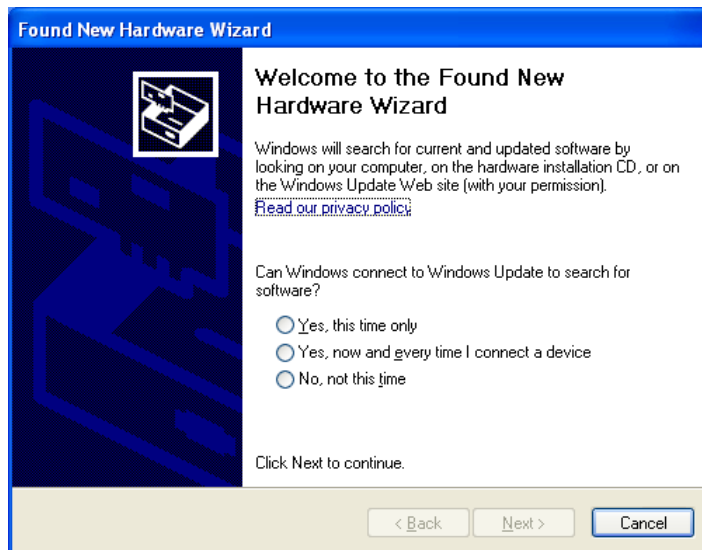 Found New Hardware Wizard
Welcome to the Found New
Hardware Wizard
Windows will search for current and updated software by
looking on your computer, on the hardware installation CD, or on
the Windows Update Web site (with your permission).
Read our privacy policy
Can Windows connect to Windows Update to search for
software?
Yes, this time only
Yes, now and every time I connect a device
No, not this time
Click Next to continue.
< Back Next > Cancel